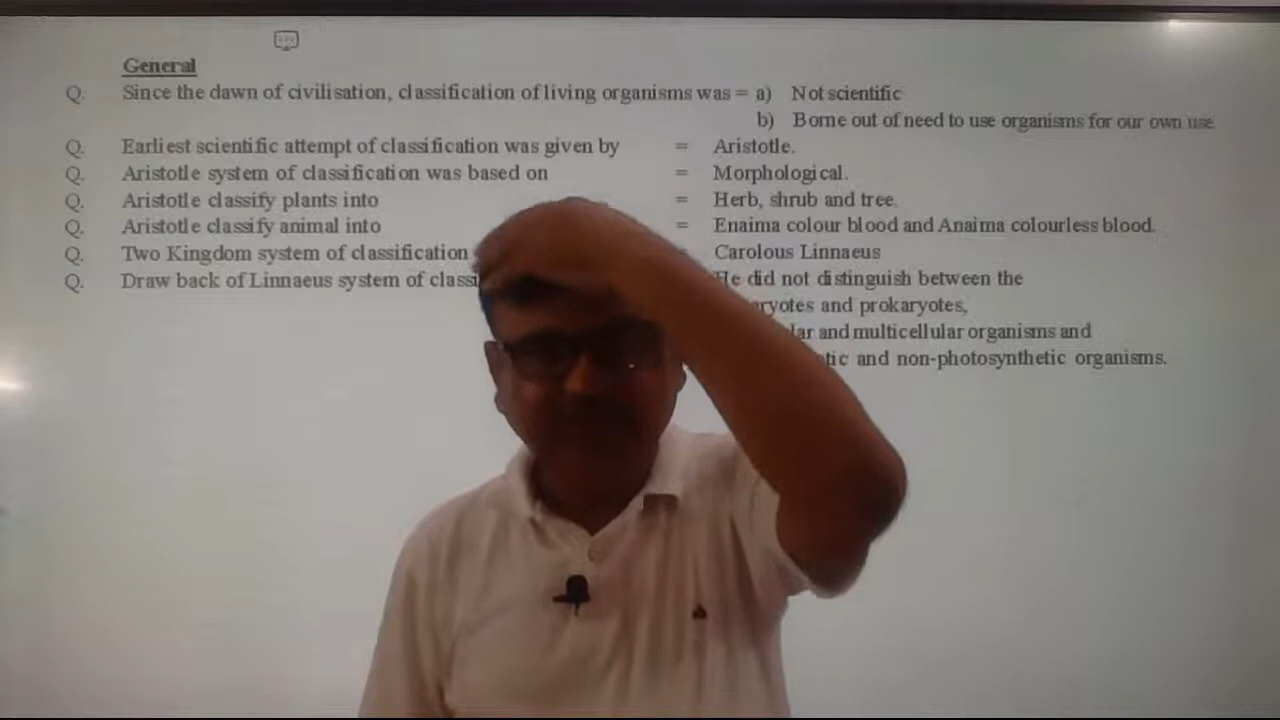 General
Q. Since the dawn of civilisation, classification of living organisms was = a) Not scientific
b) Borne out of need to use organisms for our own use.
Q. Earliest scientific attempt of classification was given by = Aristotle.
Q. Aristotle system of classification was based on = Morphological.
Q. Aristotle classify plants into = Herb, shrub and tree.
Q. Aristotle classify animal into = Enaima colour blood and Anaima colourless blood.
Q. Two Kingdom system of classification = Carolous Linnaeus
Q. Draw back of Linnaeus system of He did not distinguish between the
and prokaryotes,
and multicellular organisms and
and non-photosynthetic organisms.